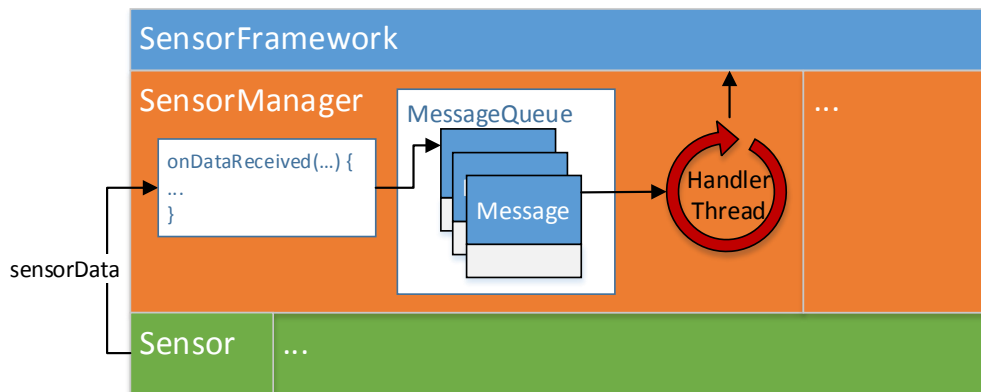 SensorFramework
SensorManager
...
MessageQueue
onDataReceived(...) {
...
}
Message
Handler
Thread
sensorData
Sensor
...